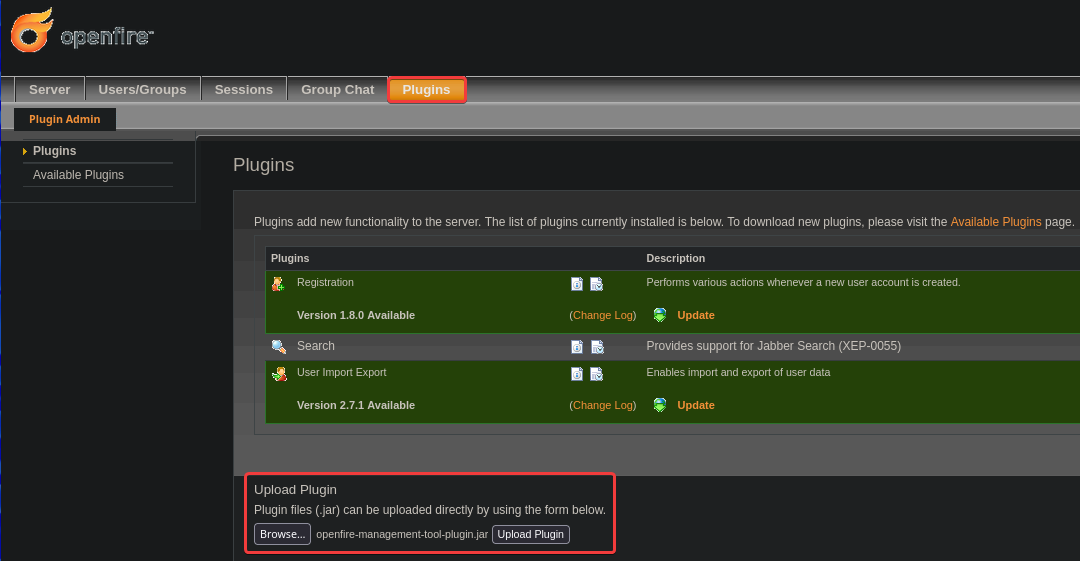 openfire™
Server Users/Groups Sessions Group Chat Plugins
Plugin Admin
Plugins
Available Plugins
Plugins
Plugins add new functionality to the server. The list of plugins currently installed is below. To download new plugins, please visit the Available Plugins page.
Plugins Description
Registration Performs various actions whenever a new user account is created.
Version 1.8.0 Available (Change Log) Update
Search Provides support for Jabber Search (XEP-0055)
User Import Export Enables import and export of user data
Version 2.7.1 Available (Change Log) Update
Upload Plugin
Plugin files (.jar) can be uploaded directly by using the form below.
Browse... openfire-management-tool-plugin.jar Upload Plugin